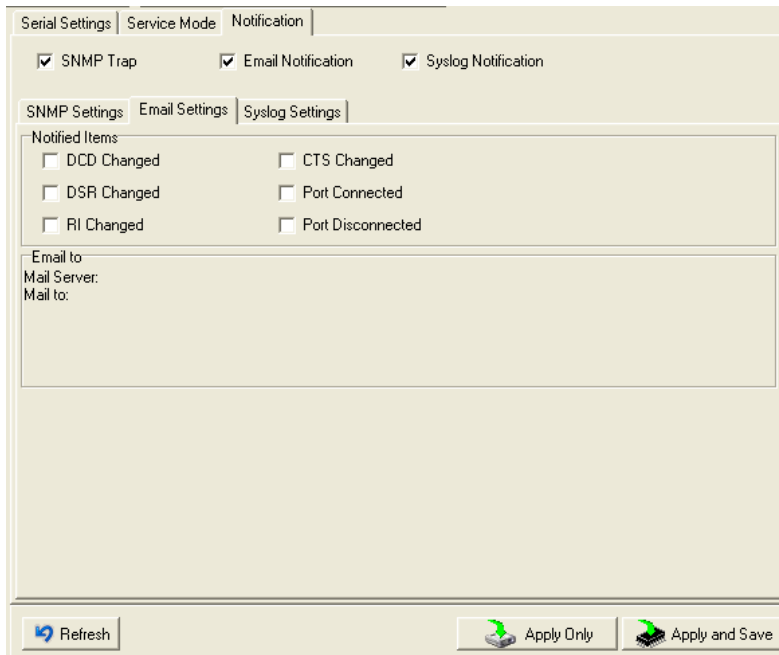 Serial Settings Service Mode Notification
SNMP Trap Email Notification Syslog Notification
SNMP Settings Email Settings Syslog Settings
Notified Items
DCD Changed CTS Changed
DSR Changed Port Connected
RI Changed Port Disconnected
Email to
Mail Server:
Mail to:
Refresh Apply Only Apply and Save